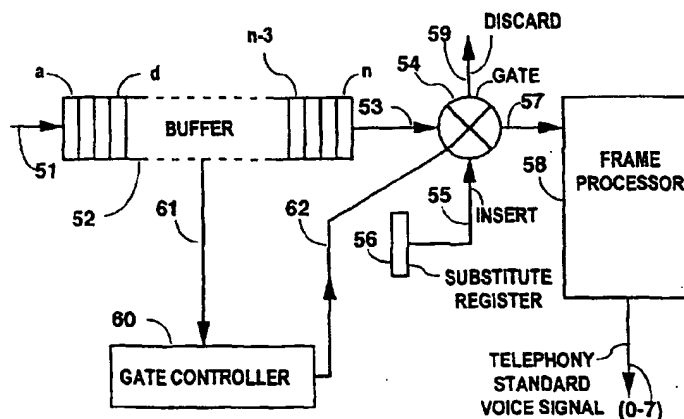 DISCARD
59
n-3
54
GATE
a
d
n
53
57
BUFFER
51
52
61
62
55
INSERT
56
SUBSTITUTE
REGISTER
58
FRAME
PROCESSOR
60
GATE CONTROLLER
TELEPHONY
STANDARD
VOICE SIGNAL
(0-7)